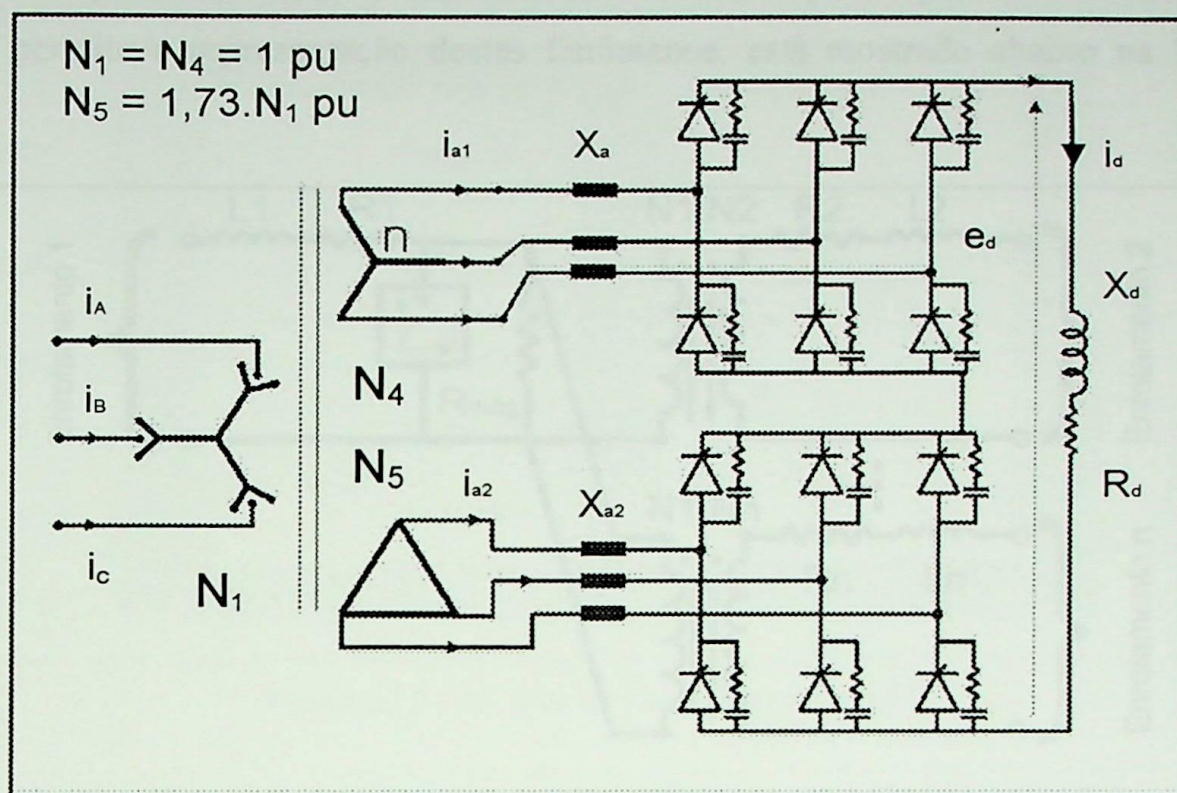 N₁ = N₄ = 1 pu
N₅ = 1,73.N₁ pu
iₐ₁
Xₐ
n
i_d
e_d
X_d
i_A
N₄
i_B
N₅
iₐ₂
Xₐ₂
R_d
i_C
N₁